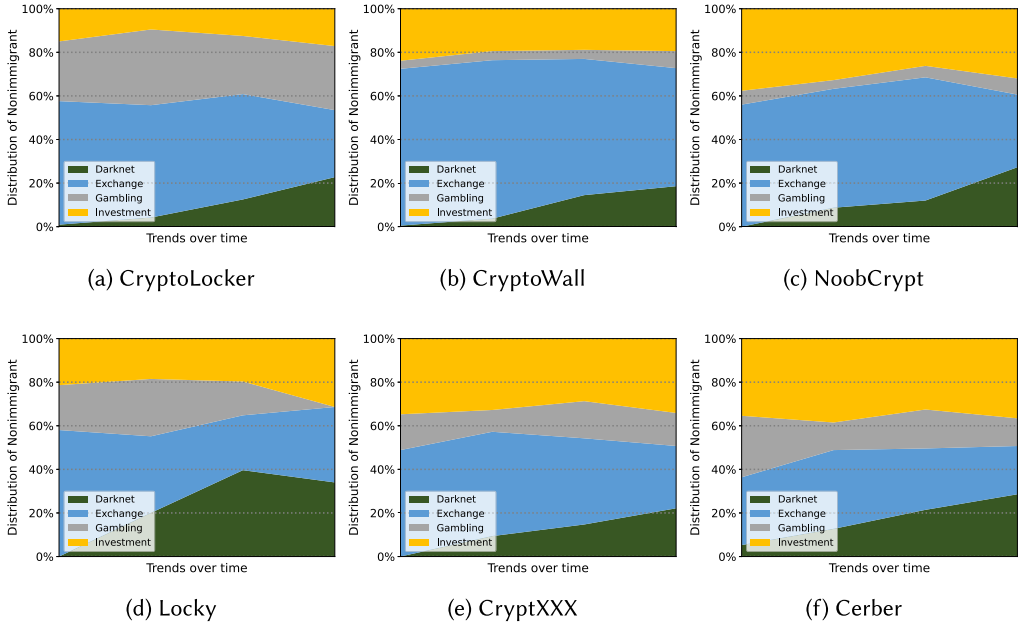 100%
80%
60%
40%
20%
0%
Distribution of Nonimmigrant
Darknet
Exchange
Gambling
Investment
Trends over time
(a) CryptoLocker
100%
80%
60%
40%
20%
0%
Distribution of Nonimmigrant
Darknet
Exchange
Gambling
Investment
Trends over time
(b) CryptoWall
100%
80%
60%
40%
20%
0%
Distribution of Nonimmigrant
Darknet
Exchange
Gambling
Investment
Trends over time
(c) NoobCrypt
100%
80%
60%
40%
20%
0%
Distribution of Nonimmigrant
Darknet
Exchange
Gambling
Investment
Trends over time
(d) Locky
100%
80%
60%
40%
20%
0%
Distribution of Nonimmigrant
Darknet
Exchange
Gambling
Investment
Trends over time
(e) CryptXXX
100%
80%
60%
40%
20%
0%
Distribution of Nonimmigrant
Darknet
Exchange
Gambling
Investment
Trends over time
(f) Cerber